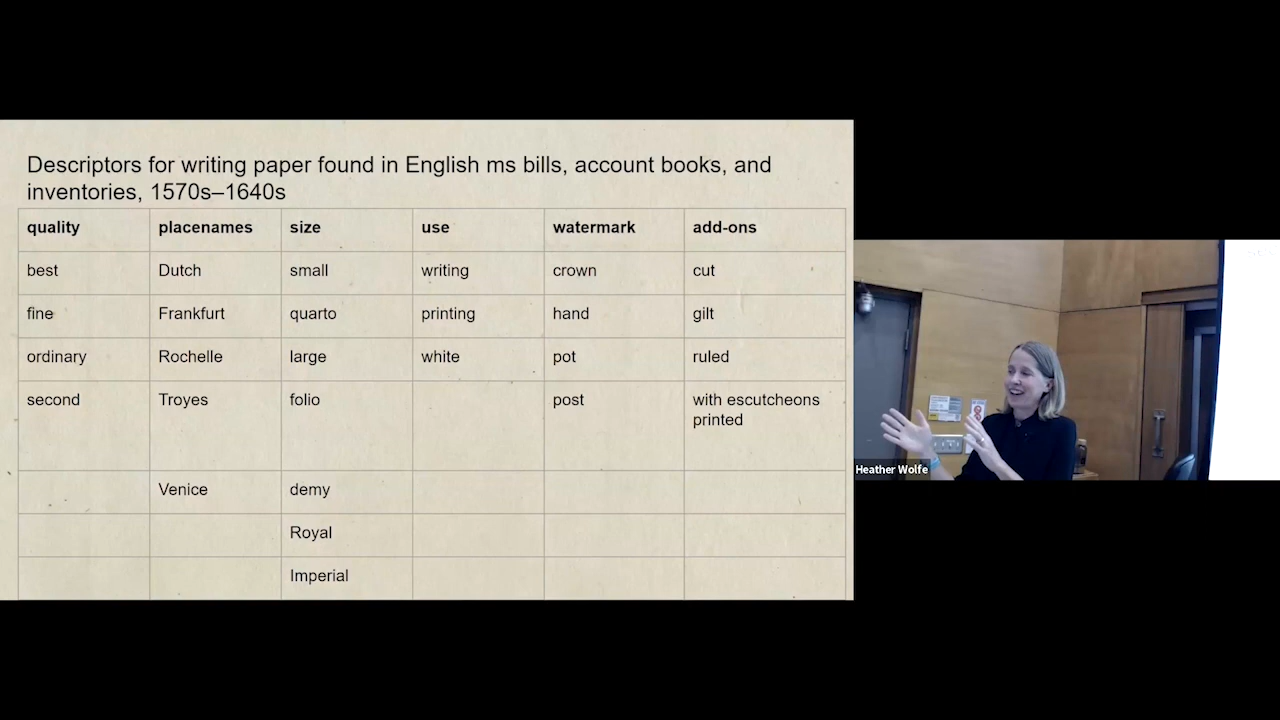 Descriptors for writing paper found in English ms bills, account books, and
inventories, 1570s–1640s
quality placenames size use watermark add-ons
best Dutch small writing crown cut
fine Frankfurt quarto printing hand gilt
ordinary Rochelle large white pot ruled
second Troyes folio post with escutcheons
printed
Venice demy
Royal
Imperial
Heather Wolfe